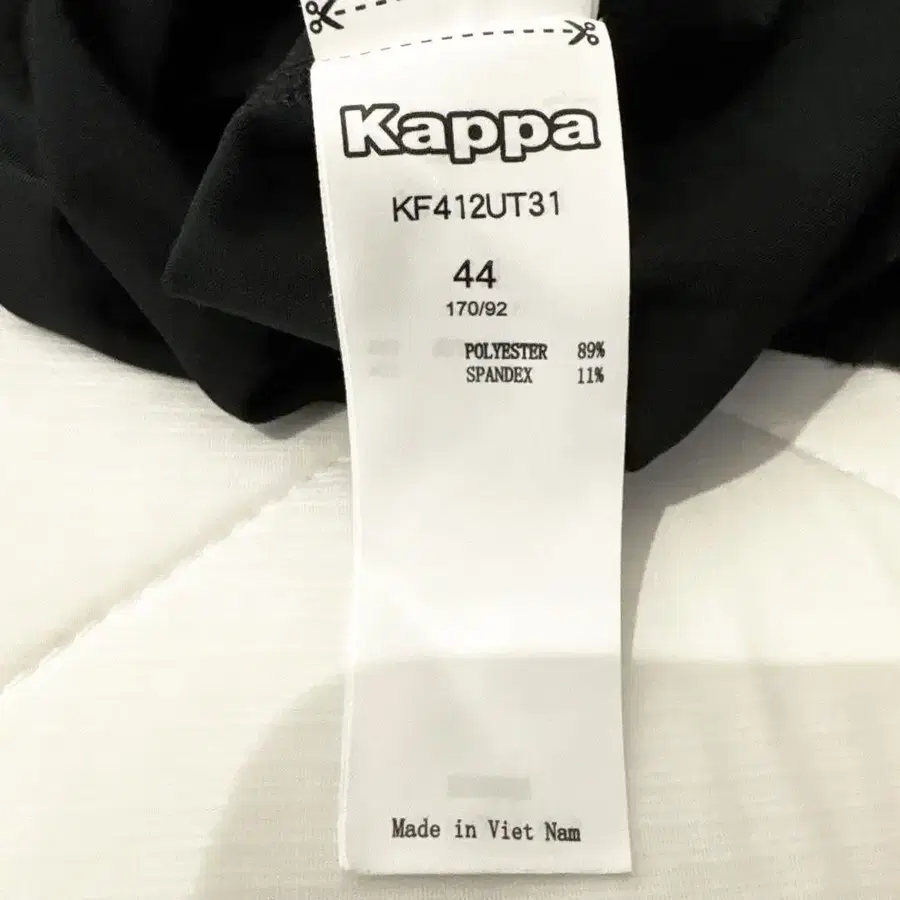 Kappa
KF412UT31
44
170/92
POLYESTER 89%
SPANDEX 11%
Made in Viet Nam